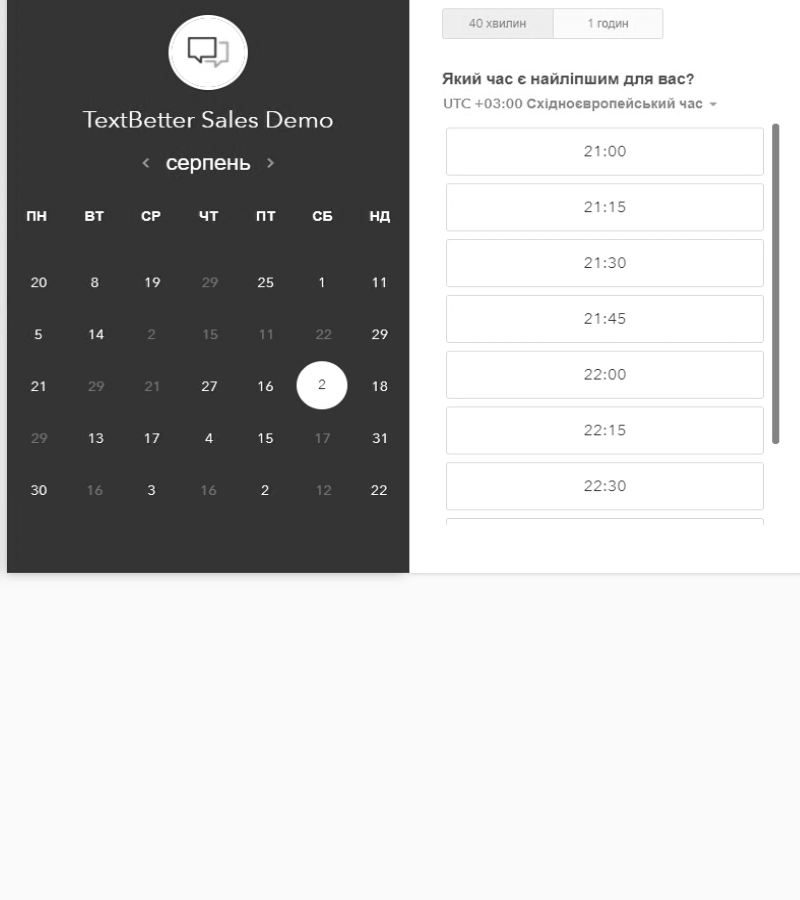 TextBetter Sales Demo
серпень
ПН ВТ СР ЧТ ПТ СБ НД
20 8 19 29 25 1 11
5 14 2 15 11 22 29
21 29 21 27 16 2 18
29 13 17 4 15 17 31
30 16 3 16 2 12 22
40 хвилин 1 годин
Який час є найліпшим для вас?
UTC +03:00 Східноєвропейський час
21:00
21:15
21:30
21:45
22:00
22:15
22:30